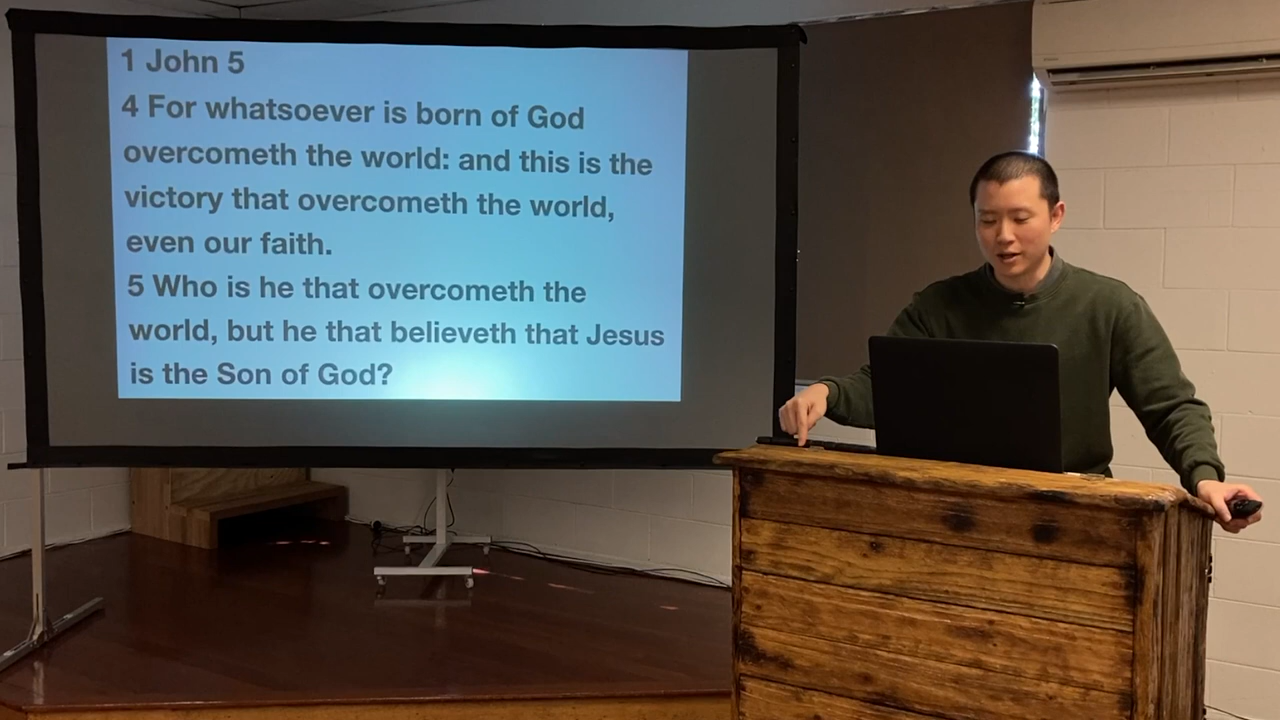 1 John 5
4 For whatsoever is born of God
overcometh the world: and this is the
victory that overcometh the world,
even our faith.
5 Who is he that overcometh the
world, but he that believeth that Jesus
is the Son of God?